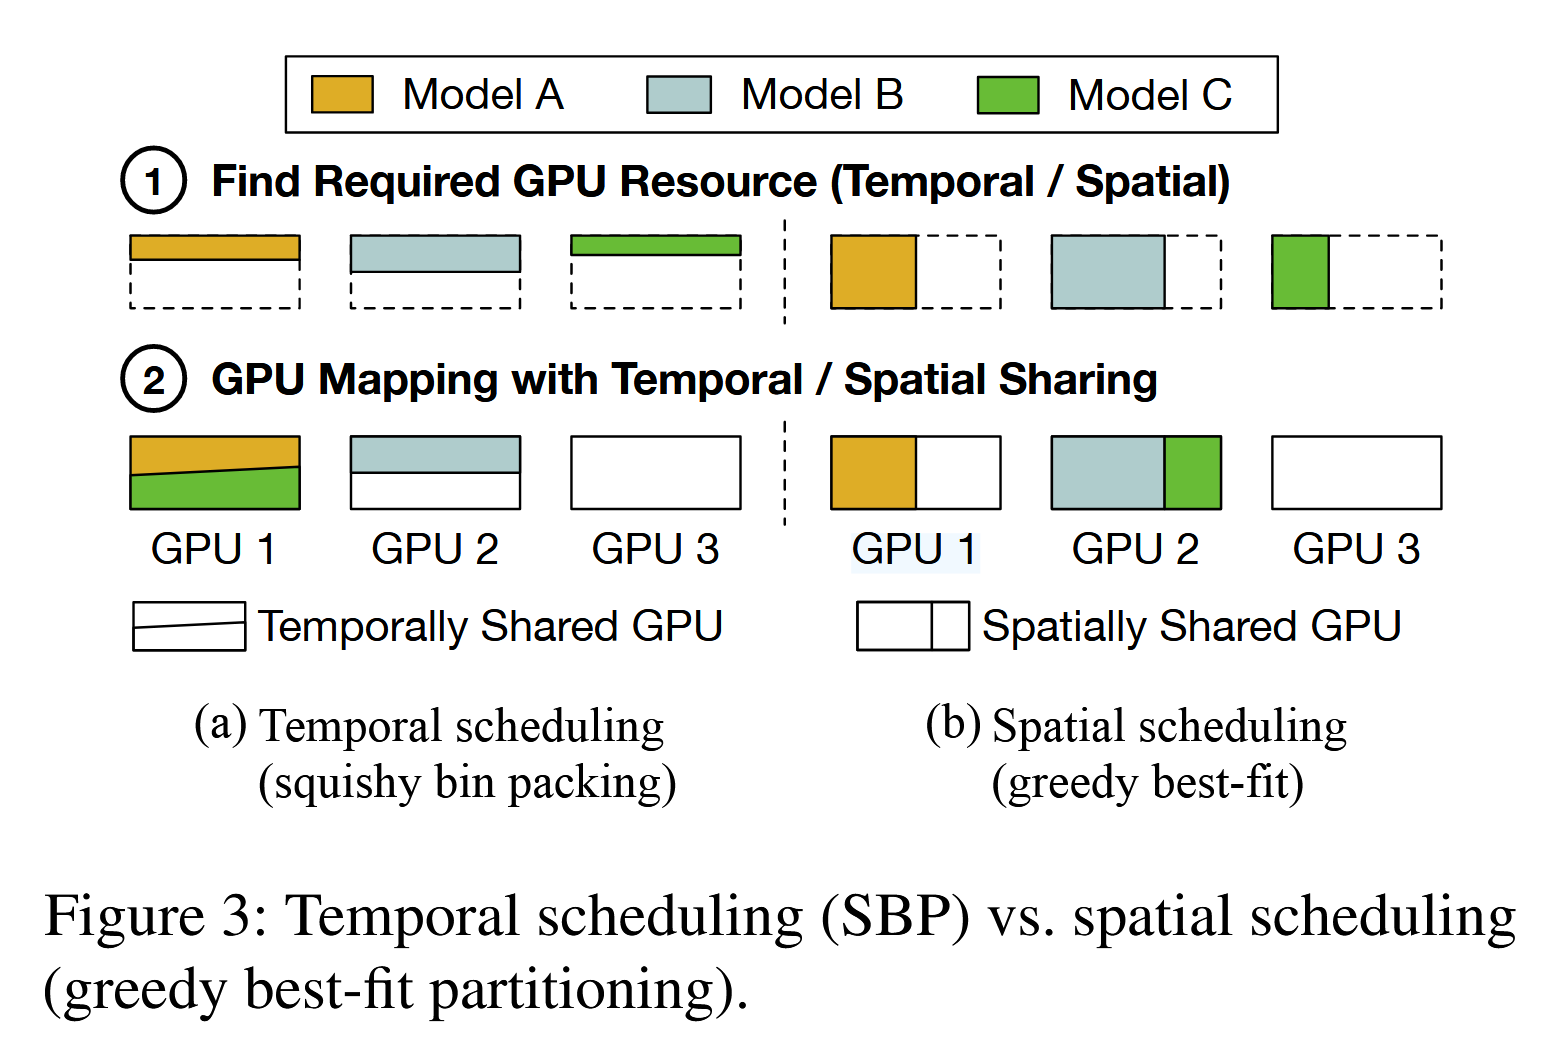 Model A Model B Model C
1 Find Required GPU Resource (Temporal / Spatial)
2 GPU Mapping with Temporal / Spatial Sharing
GPU 1 GPU 2 GPU 3 GPU 1 GPU 2 GPU 3
Temporally Shared GPU Spatially Shared GPU
(a) Temporal scheduling
(squishy bin packing)
(b) Spatial scheduling
(greedy best-fit)
Figure 3: Temporal scheduling (SBP) vs. spatial scheduling
(greedy best-fit partitioning).